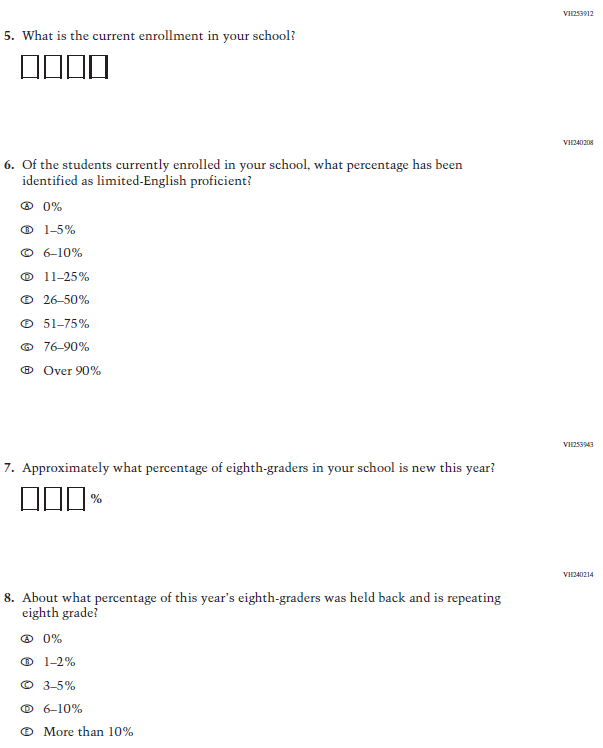 VH253912
5. What is the current enrollment in your school?
VH240208
6. Of the students currently enrolled in your school, what percentage has been
identified as limited-English proficient?
A 0%
B 1–5%
C 6–10%
D 11–25%
E 26–50%
F 51–75%
G 76–90%
H Over 90%
VH253943
7. Approximately what percentage of eighth-graders in your school is new this year?
%
VH240214
8. About what percentage of this year's eighth-graders was held back and is repeating
eighth grade?
A 0%
B 1–2%
C 3–5%
D 6–10%
E More than 10%